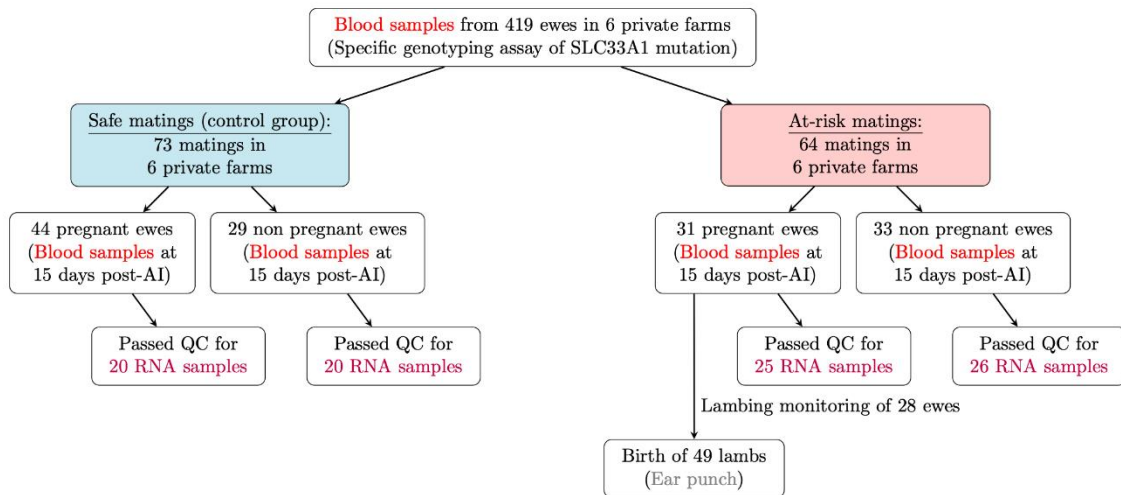 Blood samples from 419 ewes in 6 private farms
(Specific genotyping assay of SLC33A1 mutation)
Safe matings (control group):
73 matings in
6 private farms
At-risk matings:
64 matings in
6 private farms
44 pregnant ewes
(Blood samples at
15 days post-AI)
29 non pregnant ewes
(Blood samples at
15 days post-AI)
31 pregnant ewes
(Blood samples at
15 days post-AI)
33 non pregnant ewes
(Blood samples at
15 days post-AI)
Passed QC for
20 RNA samples
Passed QC for
20 RNA samples
Passed QC for
25 RNA samples
Passed QC for
26 RNA samples
Lambing monitoring of 28 ewes
Birth of 49 lambs
(Ear punch)